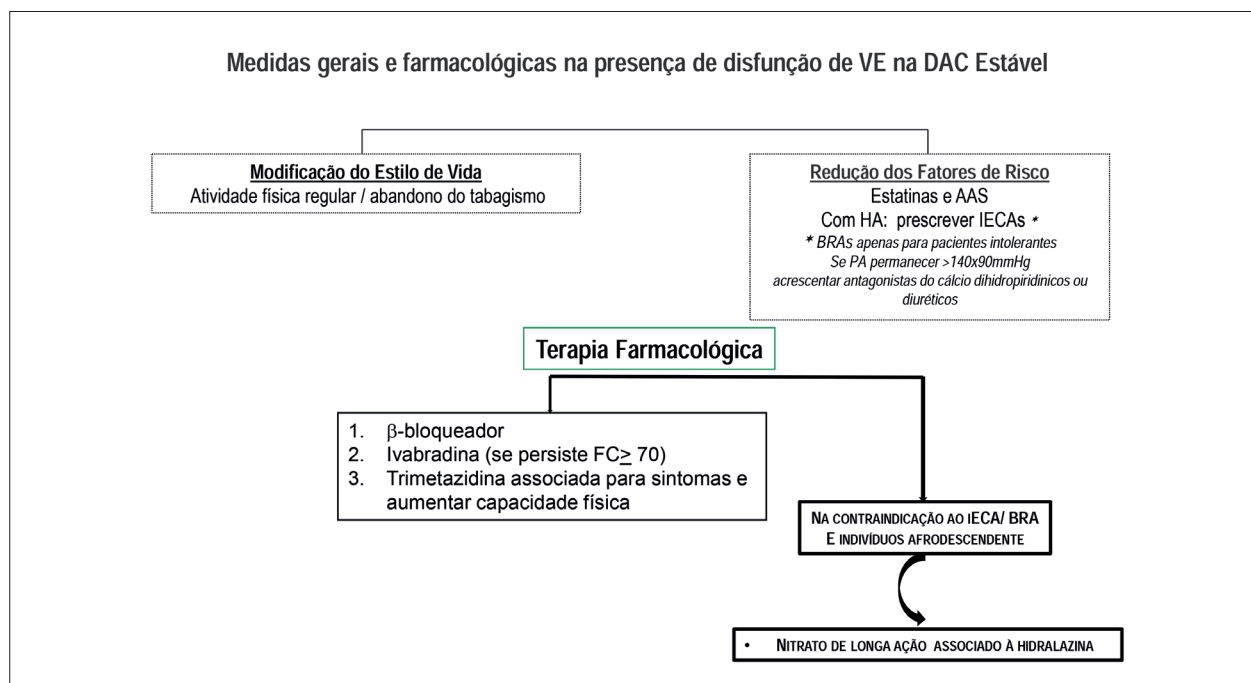 Medidas gerais e farmacológicas na presença de disfunção de VE na DAC Estável
Modificação do Estilo de Vida
Atividade física regular / abandono do tabagismo
Redução dos Fatores de Risco
Estatinas e AAS
Com HA: prescrever IECAs *
* BRAs apenas para pacientes intolerantes
Se PA permanecer >140x90mmHg
acrescentar antagonistas do cálcio dihidropiridinicos ou
diuréticos
Terapia Farmacológica
1. β-bloqueador
2. Ivabradina (se persiste FC≥ 70)
3. Trimetazidina associada para sintomas e
aumentar capacidade física
NA CONTRAINDICAÇÃO AO IECA/ BRA
E INDIVÍDUOS AFRODESCENDENTE
• NITRATO DE LONGA AÇÃO ASSOCIADO À HIDRALAZINA